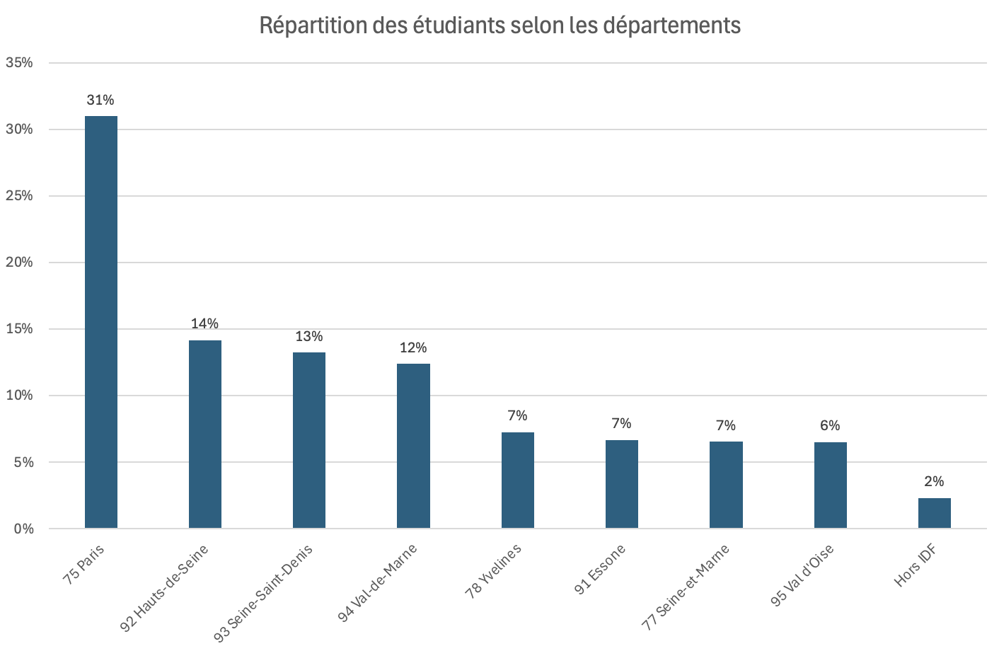 Répartition des étudiants selon les départements
35%
30%
25%
20%
15%
10%
5%
0%
31%
14%
13%
12%
7%
7%
7%
6%
2%
75 Paris
92 Hauts-de-Seine
93 Seine-Saint-Denis
94 Val-de-Marne
78 Yvelines
91 Essone
77 Seine-et-Marne
95 Val d'Oise
Hors IDF